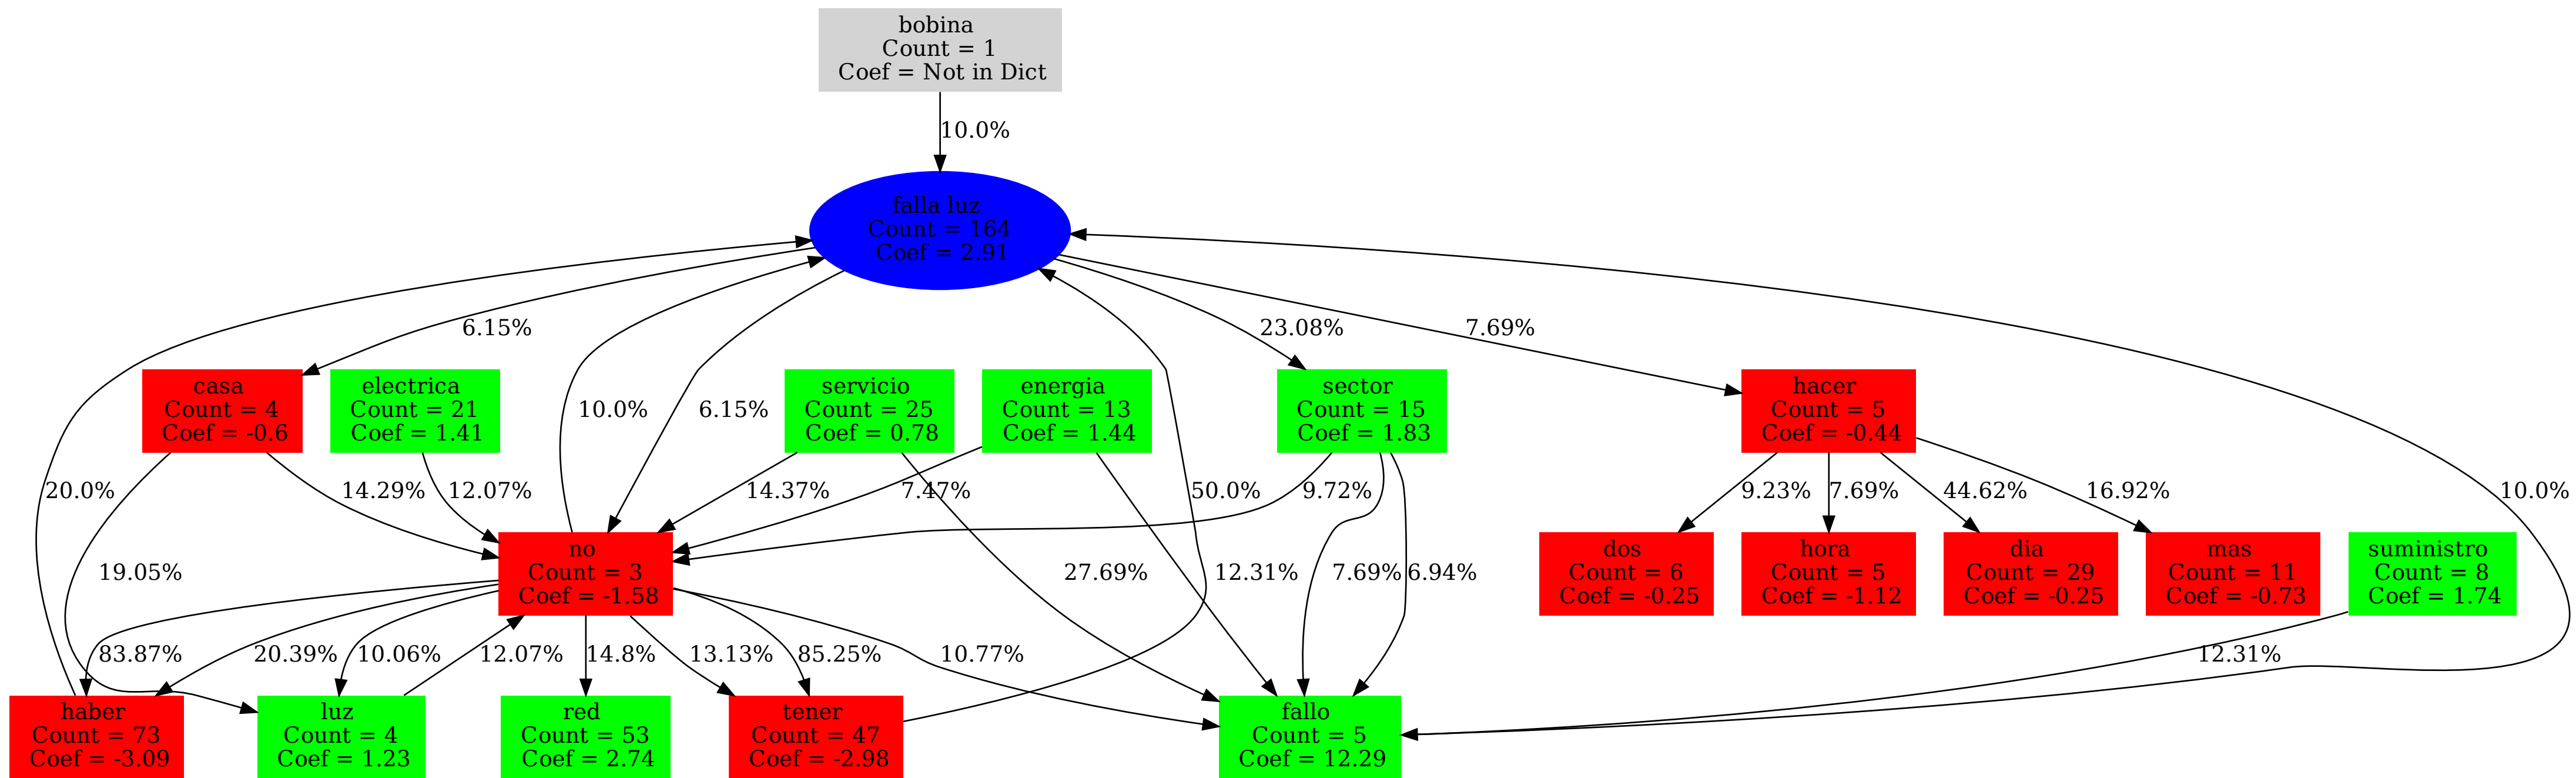 bobina
Count = 1
Coef = Not in Dict
10.0%
falla luz
Count = 164
Coef = 2.91
6.15%
23.08%
7.69%
casa
Count = 4
Coef = -0.6
electrica
Count = 21
Coef = 1.41
10.0%
6.15%
servicio
Count = 25
Coef = 0.78
energia
Count = 13
Coef = 1.44
sector
Count = 15
Coef = 1.83
hacer
Count = 5
Coef = -0.44
20.0%
14.29%
12.07%
14.37%
7.47%
50.0%
9.72%
9.23%
7.69%
44.62%
16.92%
10.0%
19.05%
no
Count = 3
Coef = -1.58
27.69%
12.31%
7.69%
6.94%
dos
Count = 6
Coef = -0.25
hora
Count = 5
Coef = -1.12
dia
Count = 29
Coef = -0.25
mas
Count = 11
Coef = -0.73
suministro
Count = 8
Coef = 1.74
83.87%
20.39%
10.06%
12.07%
14.8%
13.13%
85.25%
10.77%
12.31%
haber
Count = 73
Coef = -3.09
luz
Count = 4
Coef = 1.23
red
Count = 53
Coef = 2.74
tener
Count = 47
Coef = -2.98
fallo
Count = 5
Coef = 12.29